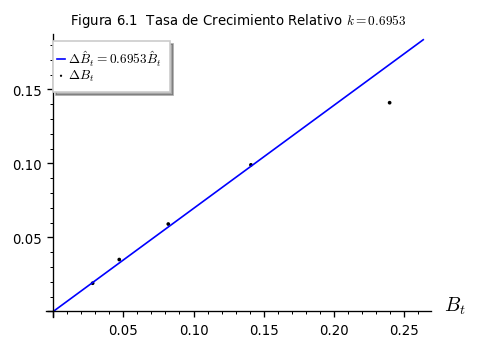 Figura 6.1 Tasa de Crecimiento Relativo k = 0.6953
ΔB̂ₜ = 0.6953B̂ₜ
ΔBₜ
0.15
0.10
0.05
0.05 0.10 0.15 0.20 0.25
Bₜ